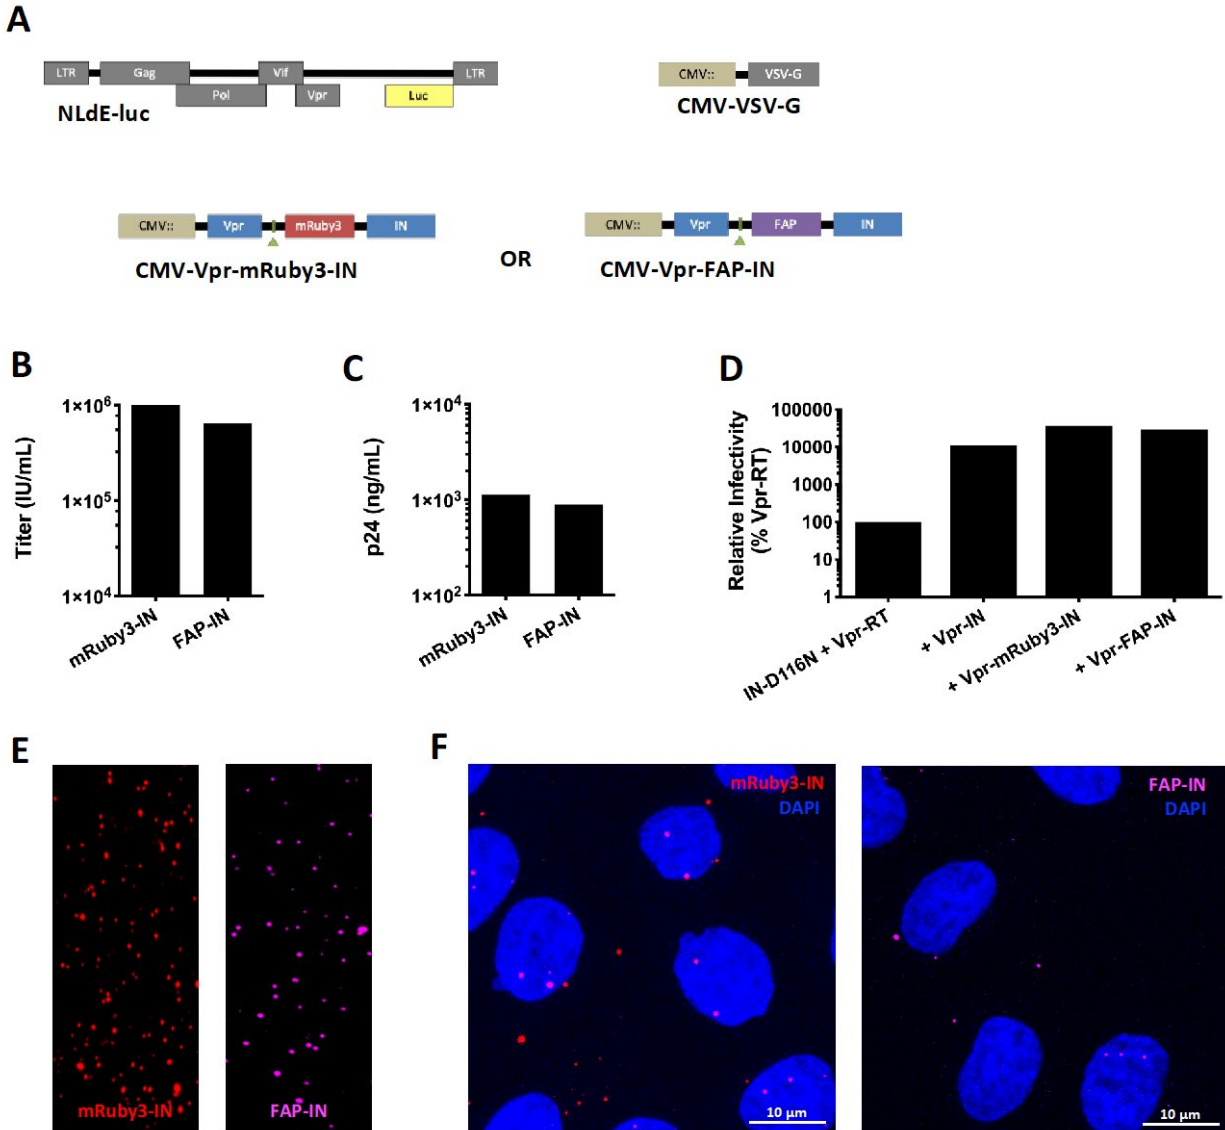 A
LTR Gag Vif LTR
Pol Vpr Luc
NLdE-luc
CMV:: VSV-G
CMV-VSV-G
CMV:: Vpr mRuby3 IN
CMV-Vpr-mRuby3-IN
OR
CMV:: Vpr FAP IN
CMV-Vpr-FAP-IN
B
Titer (IU/mL)
1×10⁶
1×10⁵
1×10⁴
mRuby3-IN
FAP-IN
C
p24 (ng/mL)
1×10⁴
1×10³
1×10²
mRuby3-IN
FAP-IN
D
Relative Infectivity
(% Vpr-RT)
100000
10000
1000
100
10
1
IN-D116N + Vpr-RT
+ Vpr-IN
+ Vpr-mRuby3-IN
+ Vpr-FAP-IN
E
mRuby3-IN
FAP-IN
F
mRuby3-IN
DAPI
10 µm
FAP-IN
DAPI
10 µm